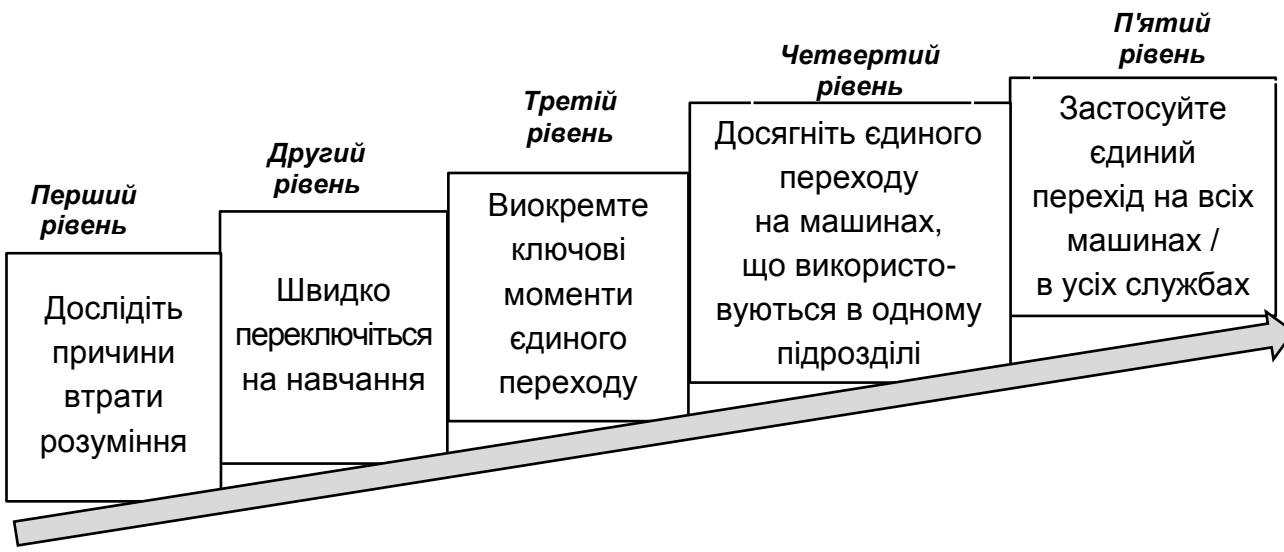 Перший
рівень
Дослідіть
причини
втрати
розуміння
Другий
рівень
Швидко
переключіться
на навчання
Третій
рівень
Виокремте
ключові
моменти
єдиного
переходу
Четвертий
рівень
Досягніть єдиного
переходу
на машинах,
що використо-
вуються в одному
підрозділі
П'ятий
рівень
Застосуйте
єдиний
перехід на всіх
машинах /
в усіх службах